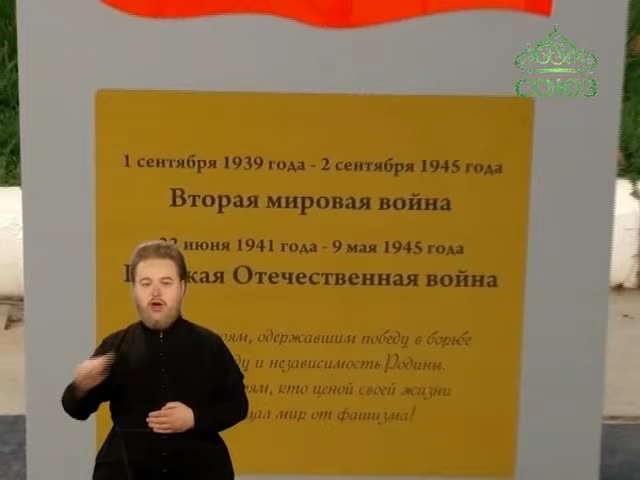 СОЮЗ
1 сентября 1939 года - 2 сентября 1945 года
Вторая мировая война
июня 1941 года - 9 мая 1945 года
Отечественная война
одержавшим победу в борьбе
и независимость Родины.
кто ценой своей жизни
мир от фашизма!